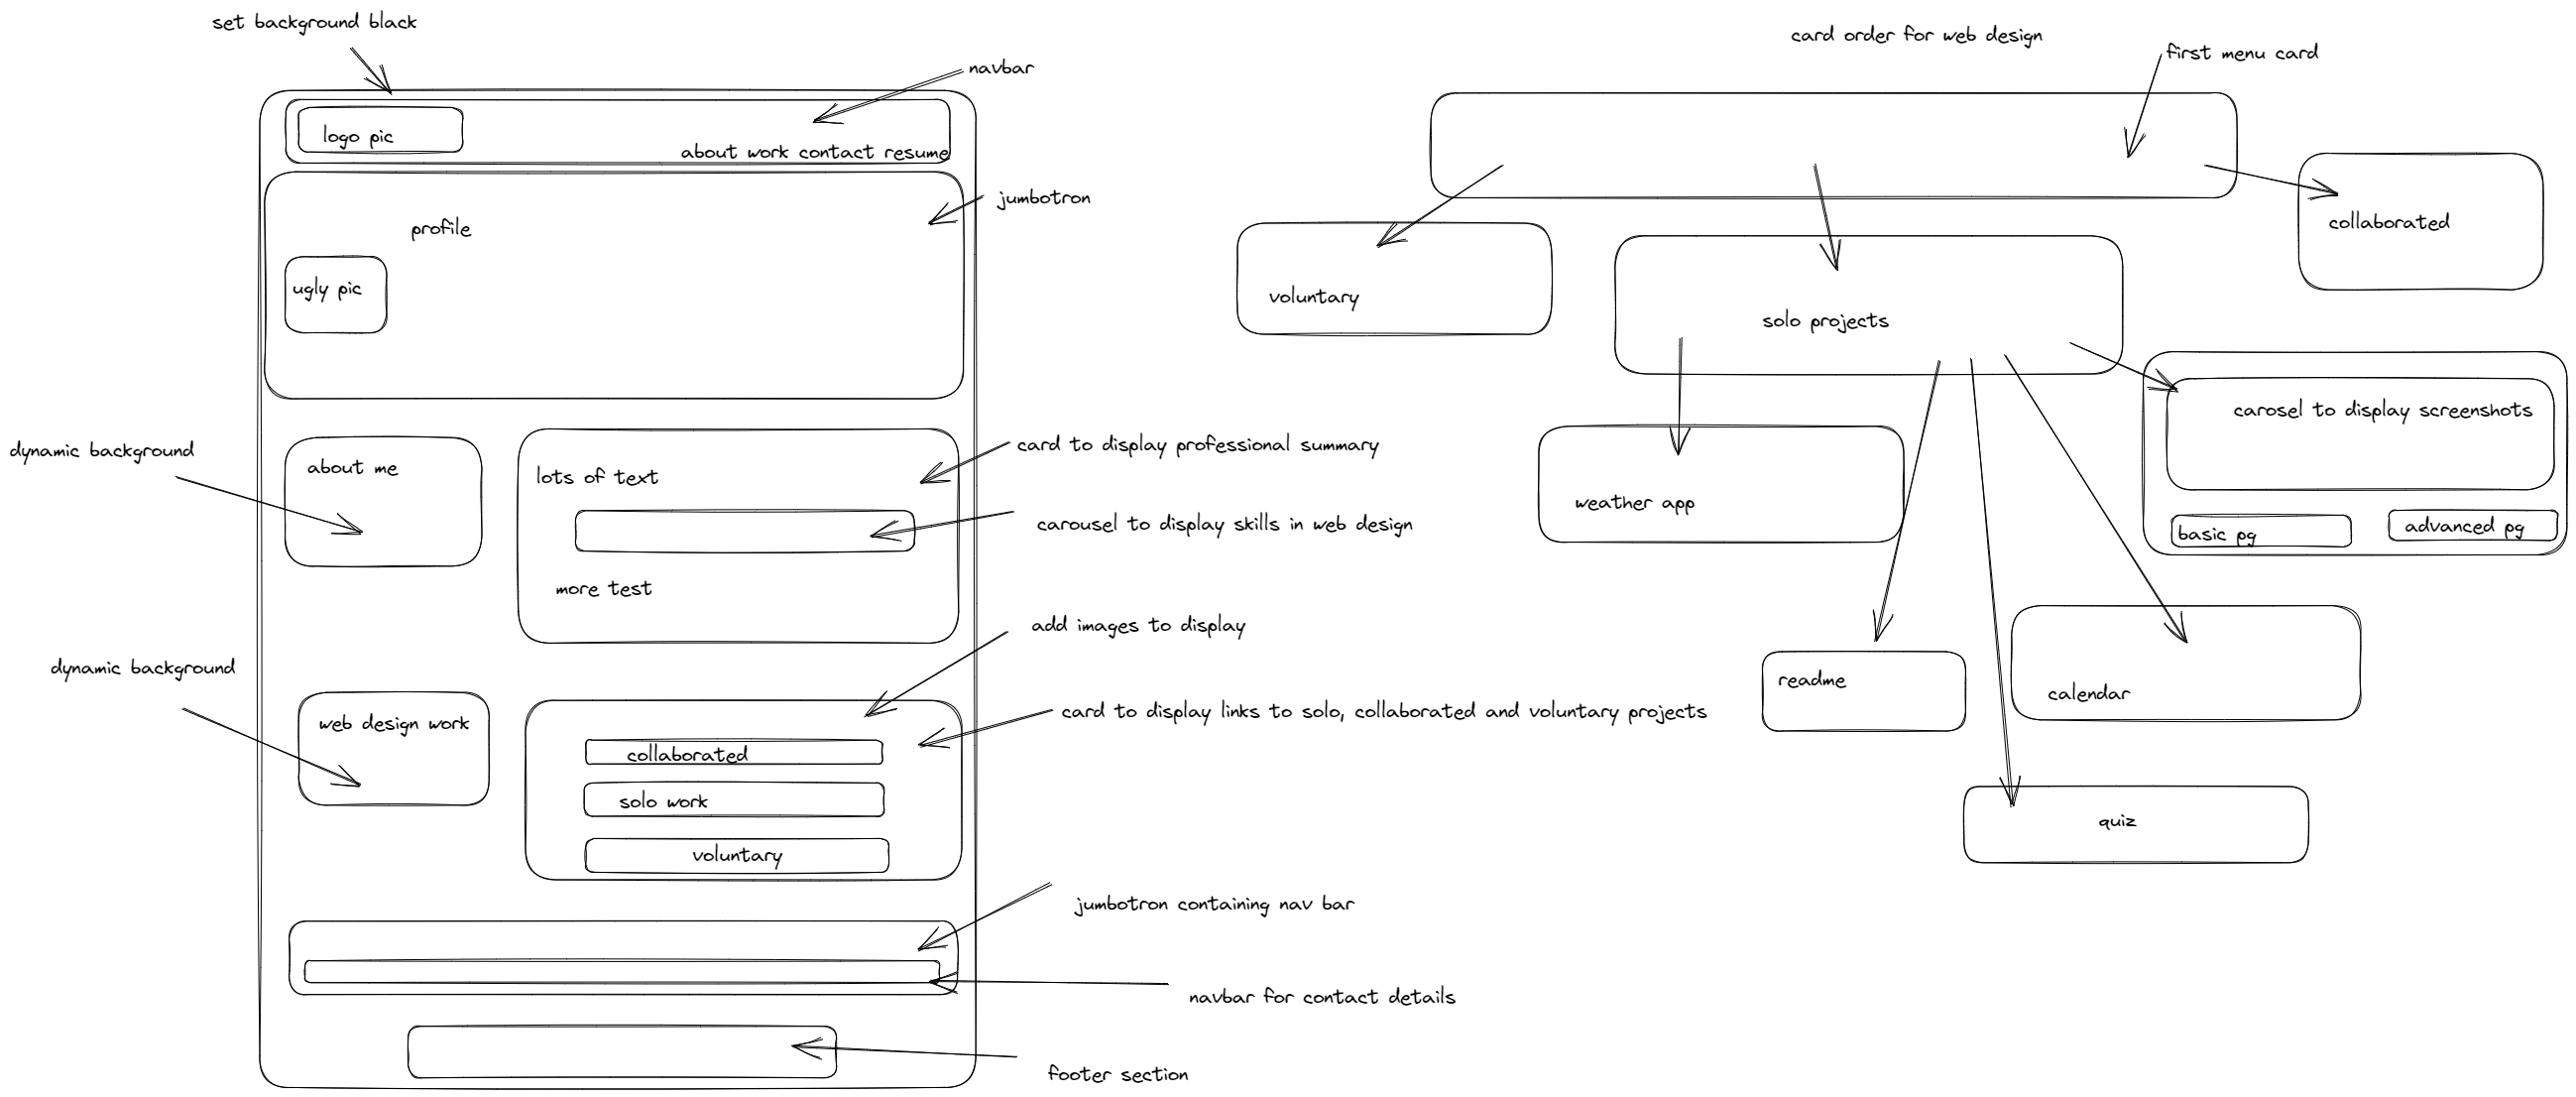 set background black
navbar
logo pic
about work contact resume
jumbotron
profile
ugly pic
dynamic background
about me
lots of text
card to display professional summary
carousel to display skills in web design
more test
add images to display
dynamic background
web design work
card to display links to solo, collaborated and voluntary projects
collaborated
solo work
voluntary
jumbotron containing nav bar
navbar for contact details
footer section
card order for web design
first menu card
collaborated
voluntary
solo projects
carosel to display screenshots
weather app
basic pg
advanced pg
readme
calendar
quiz